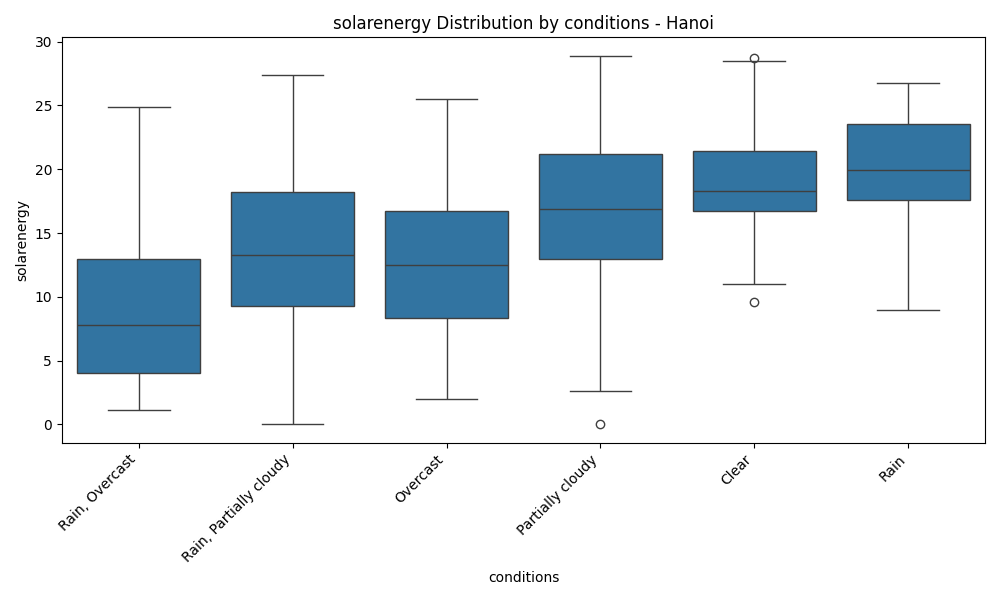 solarenergy Distribution by conditions - Hanoi
solarenergy
30
25
20
15
10
5
0
Rain, Overcast
Rain, Partially cloudy
Overcast
Partially cloudy
Clear
Rain
conditions